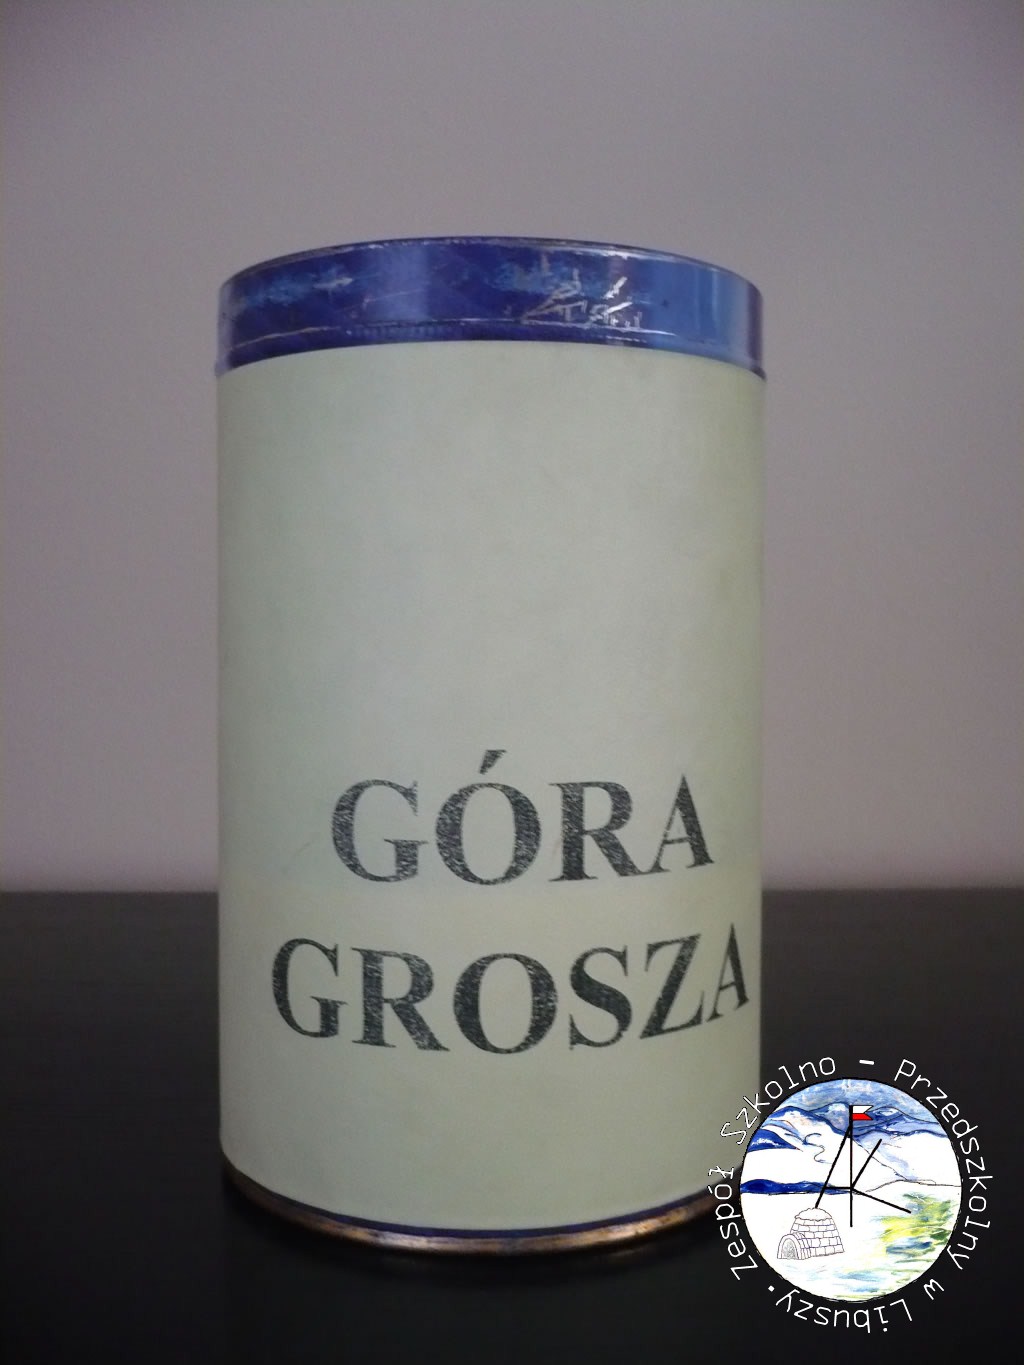 GÓRA
GROSZA
Zespół Szkolno - Przedszkolny w Libuszy.